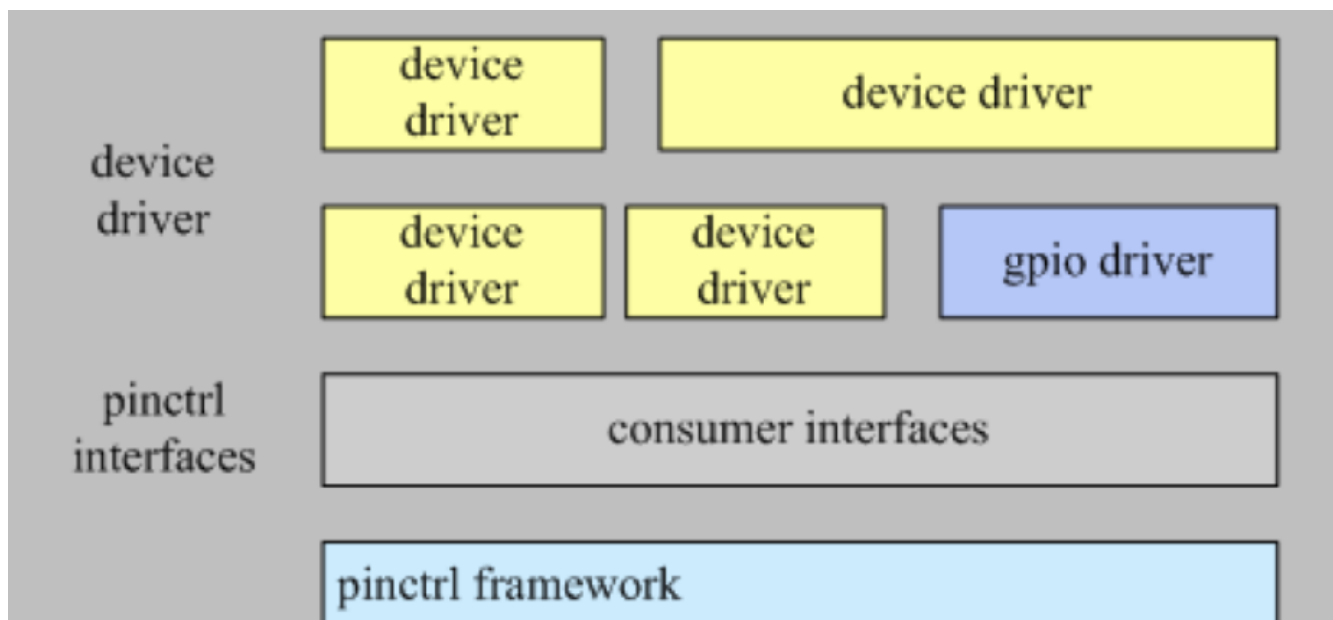 device
driver
device driver
device
driver
device
driver
device
driver
gpio driver
pinctrl
interfaces
consumer interfaces
pinctrl framework